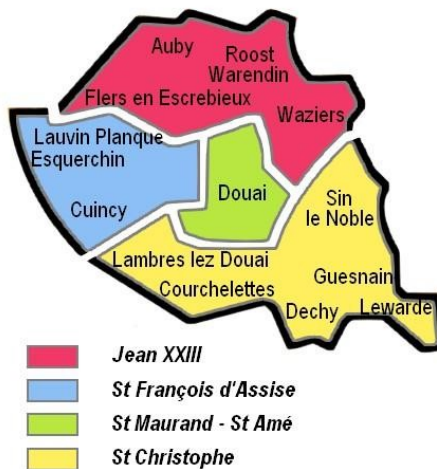 Auby
Roost
Warendin
Flers en Escrebieux
Waziers
Lauvin Planque
Esquerchin
Douai
Cuincy
Sin
le Noble
Lambres lez Douai
Courchelettes
Guesnain
Dechy
Lewarde
Jean XXIII
St François d'Assise
St Maurand - St Amé
St Christophe